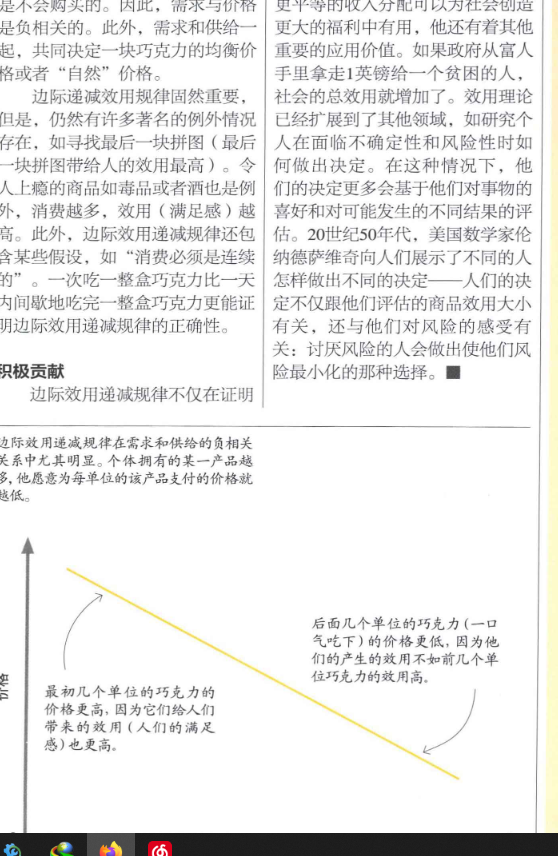 是不会购买的。因此，需求与价格
是负相关的。此外，需求和供给一
起，共同决定一块巧克力的均衡价
格或者“自然”价格。
边际递减效用规律固然重要，
但是，仍然有许多著名的例外情况
存在，如寻找最后一块拼图（最后
一块拼图带给人的效用最高）。令
人上瘾的商品如毒品或者酒也是例
外，消费越多，效用（满足感）越
高。此外，边际效用递减规律还包
含某些假设，如“消费必须是连续
的”。一次吃一整盒巧克力比一天
内间歇地吃完一整盒巧克力更能证
明边际效用递减规律的正确性。
积极贡献
边际效用递减规律不仅在证明
更平等的收入分配可以为社会创造
更大的福利中有用，他还有着其他
重要的应用价值。如果政府从富人
手里拿走1英镑给一个贫困的人，
社会的总效用就增加了。效用理论
已经扩展到了其他领域，如研究个
人在面临不确定性和风险性时如
何做出决定。在这种情况下，他
们的决定更多会基于他们对事物的
喜好和对可能发生的不同结果的评
估。20世纪50年代，美国数学家伦
纳德萨维奇向人们展示了不同的人
怎样做出不同的决定——人们的决
定不仅跟他们评估的商品效用大小
有关，还与他们对风险的感受有
关：讨厌风险的人会做出使他们风
险最小化的那种选择。■
边际效用递减规律在需求和供给的负相关
关系中尤其明显。个体拥有的某一产品越
多，他愿意为每单位的该产品支付的价格就
越低。
价格
最初几个单位的巧克力的
价格更高，因为它们给人们
带来的效用（人们的满足
感）也更高。
后面几个单位的巧克力（一口
气吃下）的价格更低，因为他
们的产生的效用不如前几个单
位巧克力的效用高。